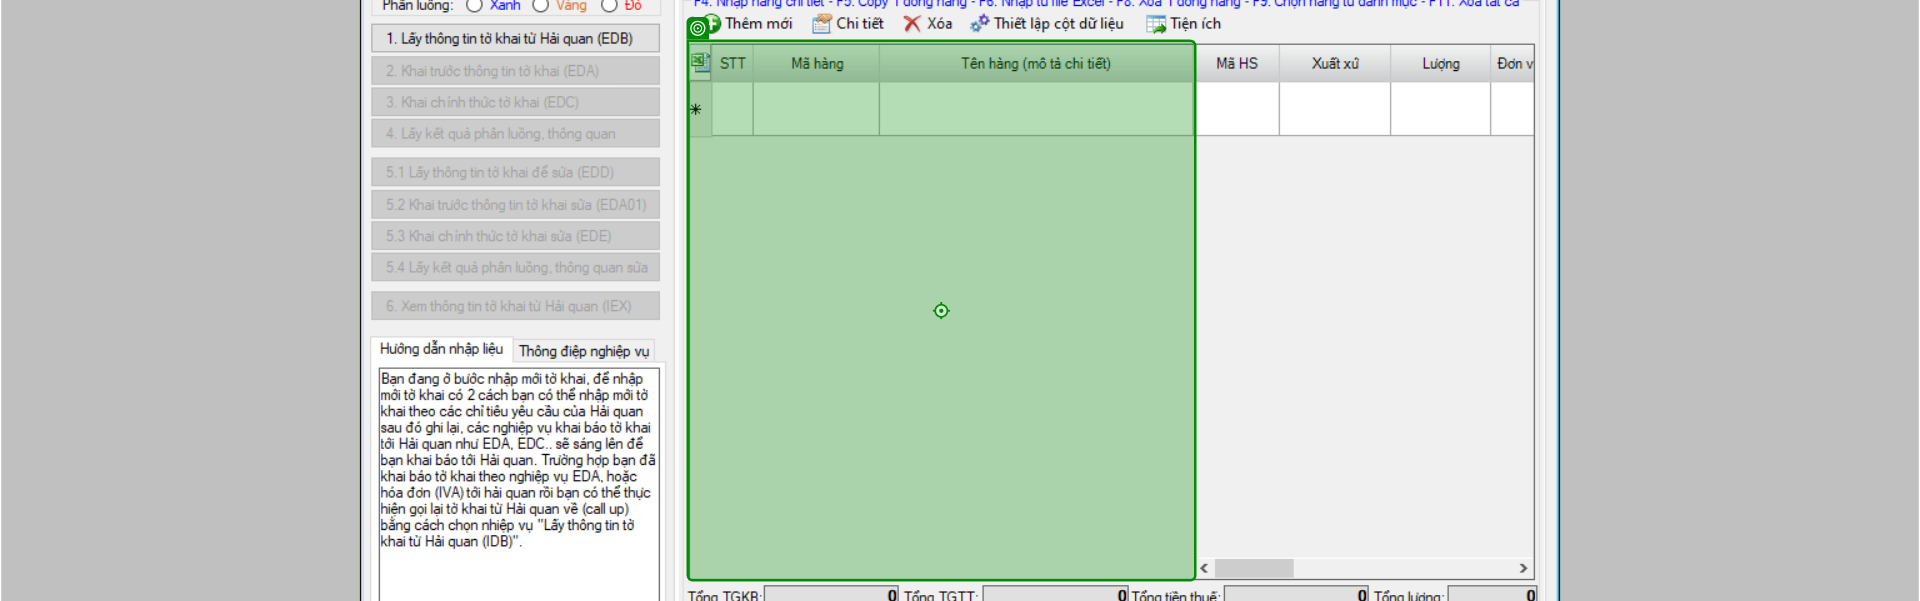 Phân luồng: Xanh Vàng Đỏ
1. Lấy thông tin tờ khai từ Hải quan (EDB)
2. Khai trước thông tin tờ khai (EDA)
3. Khai chính thức tờ khai (EDC)
4. Lấy kết quả phân luồng, thông quan
5.1 Lấy thông tin tờ khai để sửa (EDD)
5.2 Khai trước thông tin tờ khai sửa (EDA01)
5.3 Khai chính thức tờ khai sửa (EDE)
5.4 Lấy kết quả phân luồng, thông quan sửa
6. Xem thông tin tờ khai từ Hải quan (IEX)
Hướng dẫn nhập liệu Thông điệp nghiệp vụ
Bạn đang ở bước nhập mới tờ khai, để nhập
mới tờ khai có 2 cách bạn có thể nhập mới tờ
khai theo các chỉ tiêu yêu cầu của Hải quan
sau đó ghi lại, các nghiệp vụ khai báo tờ khai
tới Hải quan như EDA, EDC.. sẽ sáng lên để
bạn khai báo tới Hải quan. Trường hợp bạn đã
khai báo tờ khai theo nghiệp vụ EDA, hoặc
hóa đơn (IVA) tới hải quan rồi bạn có thể thực
hiện gọi lại tờ khai từ Hải quan về (call up)
bằng cách chọn nhiệp vụ "Lấy thông tin tờ
khai từ Hải quan (IDB)".
F4. Nhập hàng chi tiết - F5. Copy 1 dòng hàng - F6. Nhập từ file Excel - F8. Xóa 1 dòng hàng - F9. Chọn hàng từ danh mục - F11. Xóa tất cả
Thêm mới Chi tiết Xóa Thiết lập cột dữ liệu Tiện ích
STT Mã hàng Tên hàng (mô tả chi tiết) Mã HS Xuất xứ Lượng Đơn v
Tổng TGKB: 0 Tổng TGTT: 0 Tổng tiền thuế: 0 Tổng lượng: 0